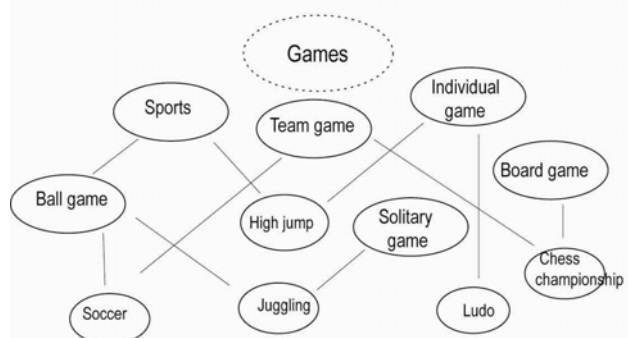 Games
Individual
game
Sports
Team game
Board game
Ball game
High jump
Solitary
game
Chess
championship
Soccer
Juggling
Ludo